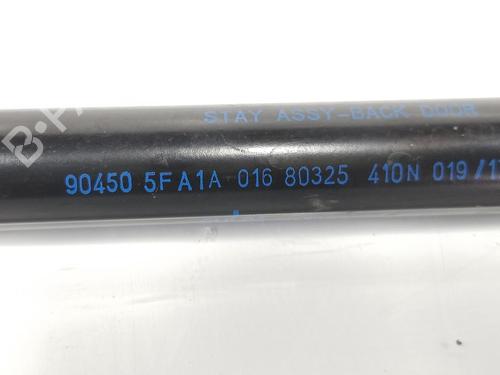 STAY ASSY-BACK DOOR
90450 5FA1A 016 80325 410N 019/1